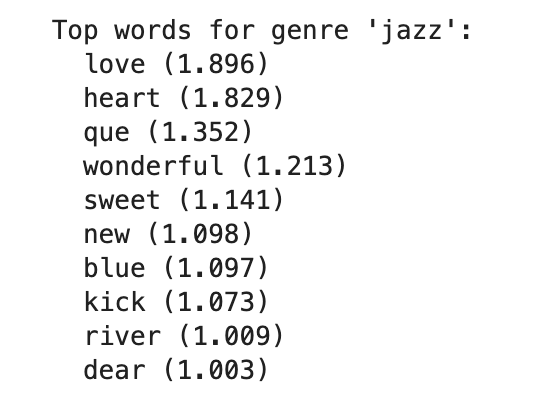 Top words for genre 'jazz':
love (1.896)
heart (1.829)
que (1.352)
wonderful (1.213)
sweet (1.141)
new (1.098)
blue (1.097)
kick (1.073)
river (1.009)
dear (1.003)